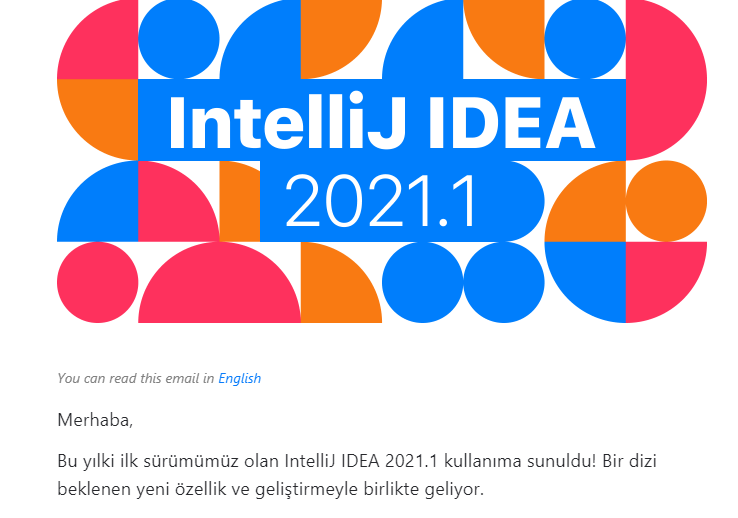 IntelliJ IDEA
2021.1
You can read this email in English
Merhaba,
Bu yılki ilk sürümümüz olan IntelliJ IDEA 2021.1 kullanıma sunuldu! Bir dizi
beklenen yeni özellik ve geliştirmeyle birlikte geliyor.